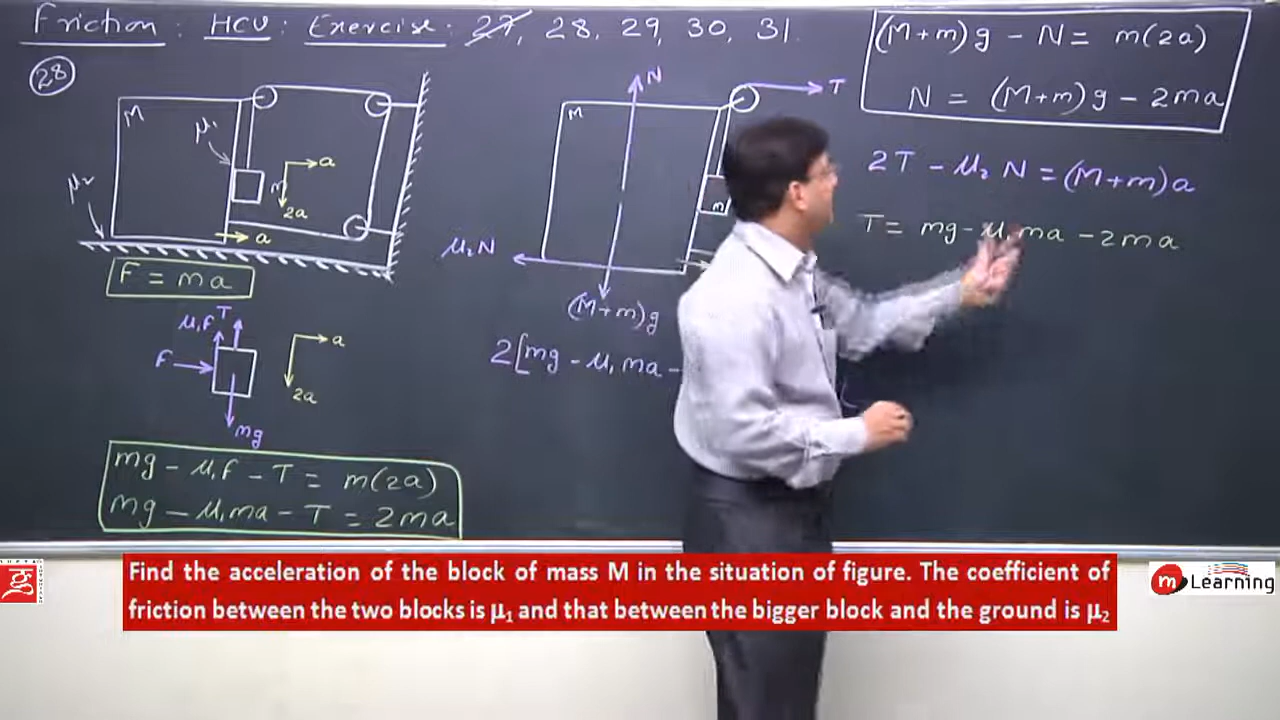 Friction : HCV : Exercise : 27, 28, 29, 30, 31.
28
M
μ₁
m
a
2a
μ₂
a
F = ma
μ₁F
T
F
mg
a
2a
mg - μ₁F - T = m(2a)
mg - μ₁ma - T = 2ma
N
T
M
m
μ₂N
(M+m)g
2[mg - μ₁ma -
(M+m)g - N = m(2a)
N = (M+m)g - 2ma
2T - μ₂ N = (M+m)a
T = mg - μ₁ma - 2ma
Find the acceleration of the block of mass M in the situation of figure. The coefficient of
friction between the two blocks is μ₁ and that between the bigger block and the ground is μ₂
m Learning